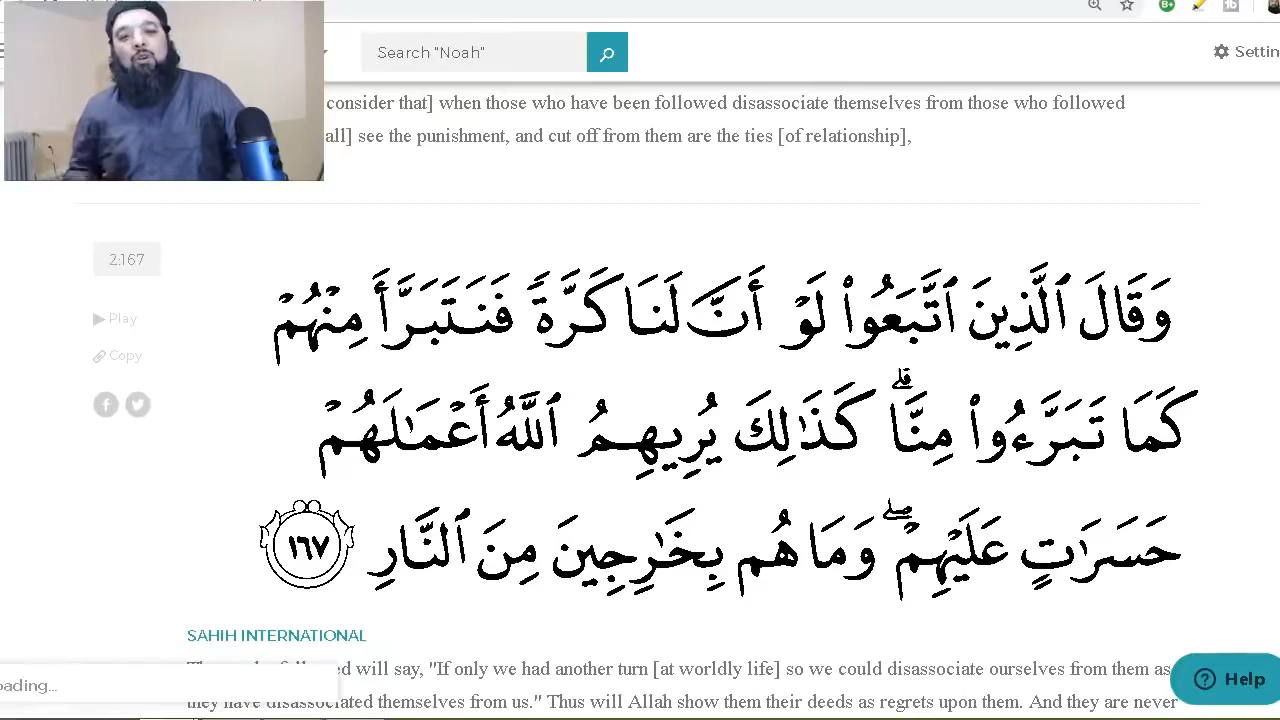 Search "Noah"
Settin
consider that] when those who have been followed disassociate themselves from those who followed
all] see the punishment, and cut off from them are the ties [of relationship],
2:167
Play
Copy
وَقَالَ ٱلَّذِينَ ٱتَّبَعُوا۟ لَوْ أَنَّ لَنَا كَرَّةً فَنَتَبَرَّأَ مِنْهُمْ
كَمَا تَبَرَّءُوا۟ مِنَّا ۗ كَذَٰلِكَ يُرِيهِمُ ٱللَّهُ أَعْمَـٰلَهُمْ
حَسَرَٰتٍ عَلَيْهِمْ ۖ وَمَا هُم بِخَـٰرِجِينَ مِنَ ٱلنَّارِ ١٦٧
SAHIH INTERNATIONAL
d will say, "If only we had another turn [at worldly life] so we could disassociate ourselves from them as
oading...
they have disassociated themselves from us." Thus will Allah show them their deeds as regrets upon them. And they are never
Help